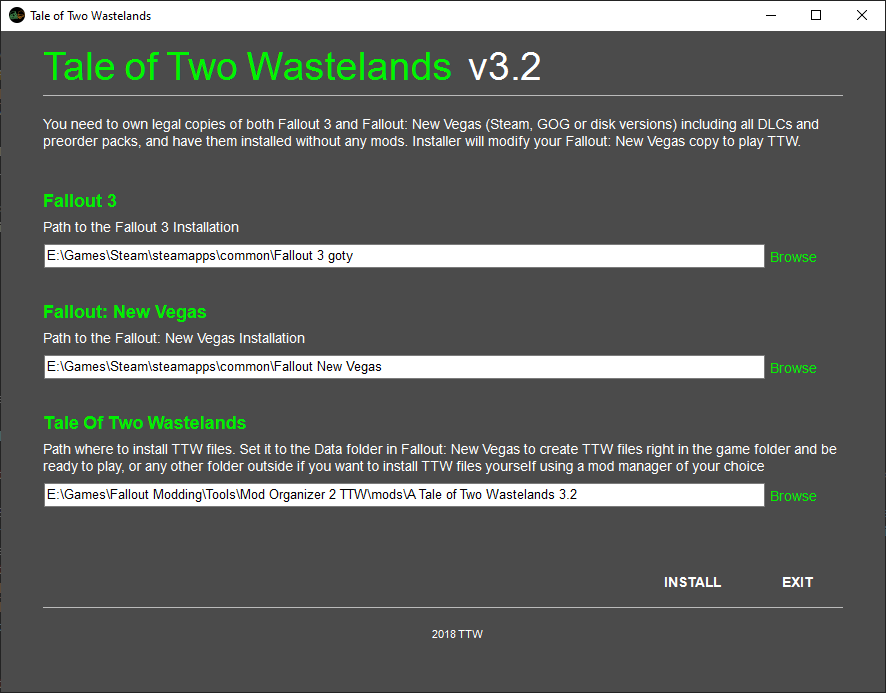 Tale of Two Wastelands
Tale of Two Wastelands v3.2
You need to own legal copies of both Fallout 3 and Fallout: New Vegas (Steam, GOG or disk versions) including all DLCs and
preorder packs, and have them installed without any mods. Installer will modify your Fallout: New Vegas copy to play TTW.
Fallout 3
Path to the Fallout 3 Installation
E:\Games\Steam\steamapps\common\Fallout 3 goty Browse
Fallout: New Vegas
Path to the Fallout: New Vegas Installation
E:\Games\Steam\steamapps\common\Fallout New Vegas Browse
Tale Of Two Wastelands
Path where to install TTW files. Set it to the Data folder in Fallout: New Vegas to create TTW files right in the game folder and be
ready to play, or any other folder outside if you want to install TTW files yourself using a mod manager of your choice
E:\Games\Fallout Modding\Tools\Mod Organizer 2 TTW\mods\A Tale of Two Wastelands 3.2 Browse
INSTALL EXIT
2018 TTW